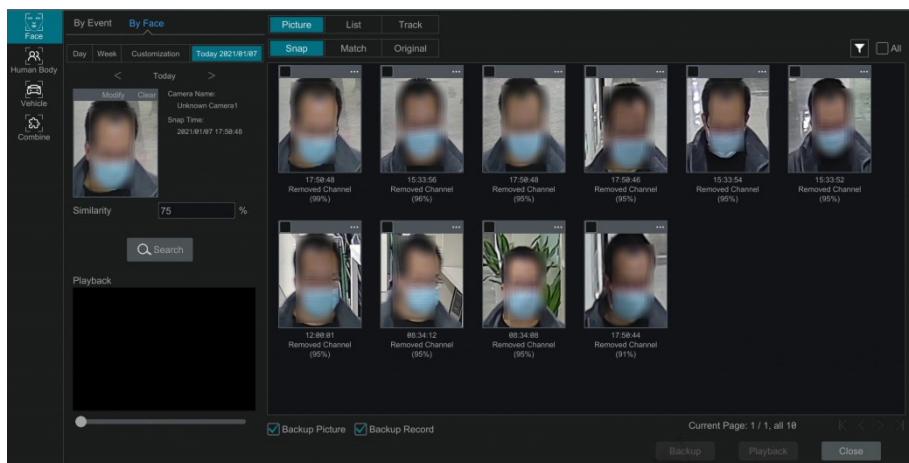 Face
Human Body
Vehicle
Combine
By Event By Face
Day Week Customization Today 2021/01/07
< Today >
Modify Clear
Camera Name:
Unknown Camera1
Snap Time:
2021/01/07 17:50:48
Similarity 75 %
Search
Playback
Picture List Track
Snap Match Original
All
17:50:48 15:33:56 17:50:48 17:50:46 15:33:54 15:33:52
Removed Channel Removed Channel Removed Channel Removed Channel Removed Channel Removed Channel
(99%) (96%) (95%) (95%) (95%) (95%)
12:00:01 08:34:12 08:34:08 17:50:44
Removed Channel Removed Channel Removed Channel Removed Channel
(95%) (95%) (95%) (91%)
Backup Picture Backup Record
Current Page: 1 / 1, all 10
Backup Playback Close